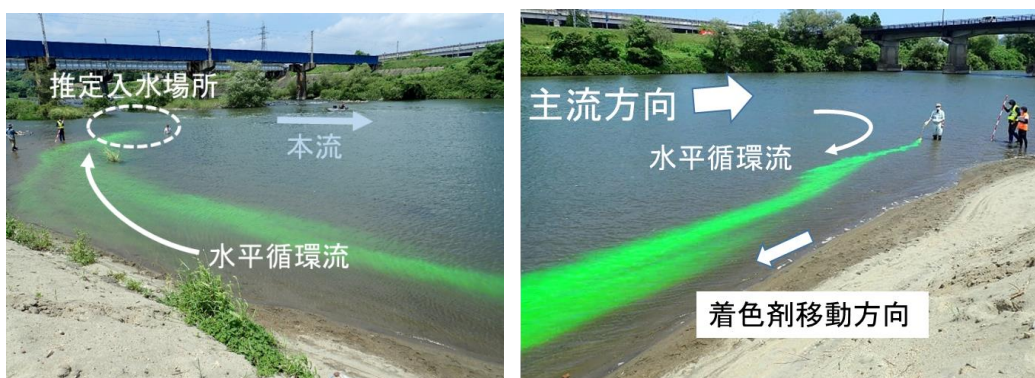 推定入水場所
本流
水平循環流
主流方向
水平循環流
着色剤移動方向